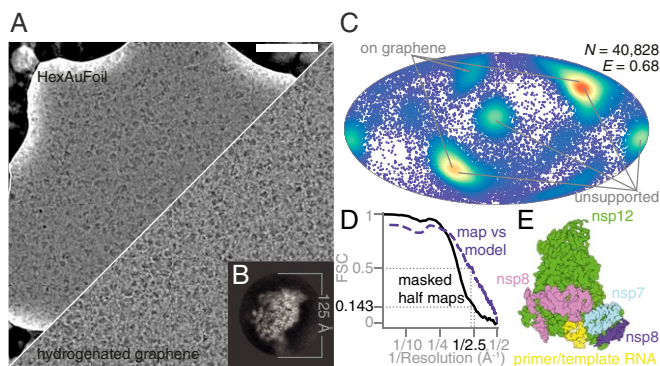 A
HexAuFoil
hydrogenated graphene
B
125 Å
C
on graphene
N = 40,828
E = 0.68
unsupported
D
1
0.5
0.143
0
FSC
map vs
model
masked
half maps
1/10 1/4 1/2.5 1/2
1/Resolution (Å⁻¹)
E
nsp12
nsp8
nsp7
nsp8
primer/template RNA